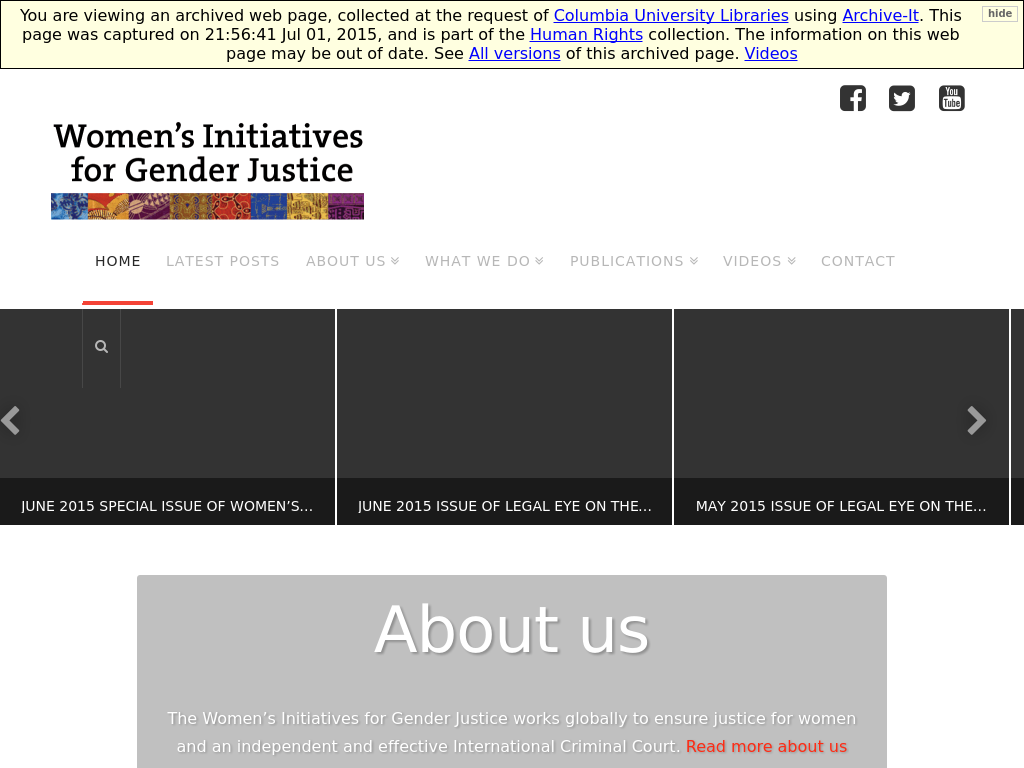 You are viewing an archived web page, collected at the request of Columbia University Libraries using Archive-It. This
page was captured on 21:56:41 Jul 01, 2015, and is part of the Human Rights collection. The information on this web
page may be out of date. See All versions of this archived page. Videos
hide
You
Tube
Women's Initiatives
for Gender Justice
HOME LATEST POSTS ABOUT US WHAT WE DO PUBLICATIONS VIDEOS CONTACT
JUNE 2015 SPECIAL ISSUE OF WOMEN'S...
JUNE 2015 ISSUE OF LEGAL EYE ON THE...
MAY 2015 ISSUE OF LEGAL EYE ON THE...
About us
The Women's Initiatives for Gender Justice works globally to ensure justice for women
and an independent and effective International Criminal Court. Read more about us